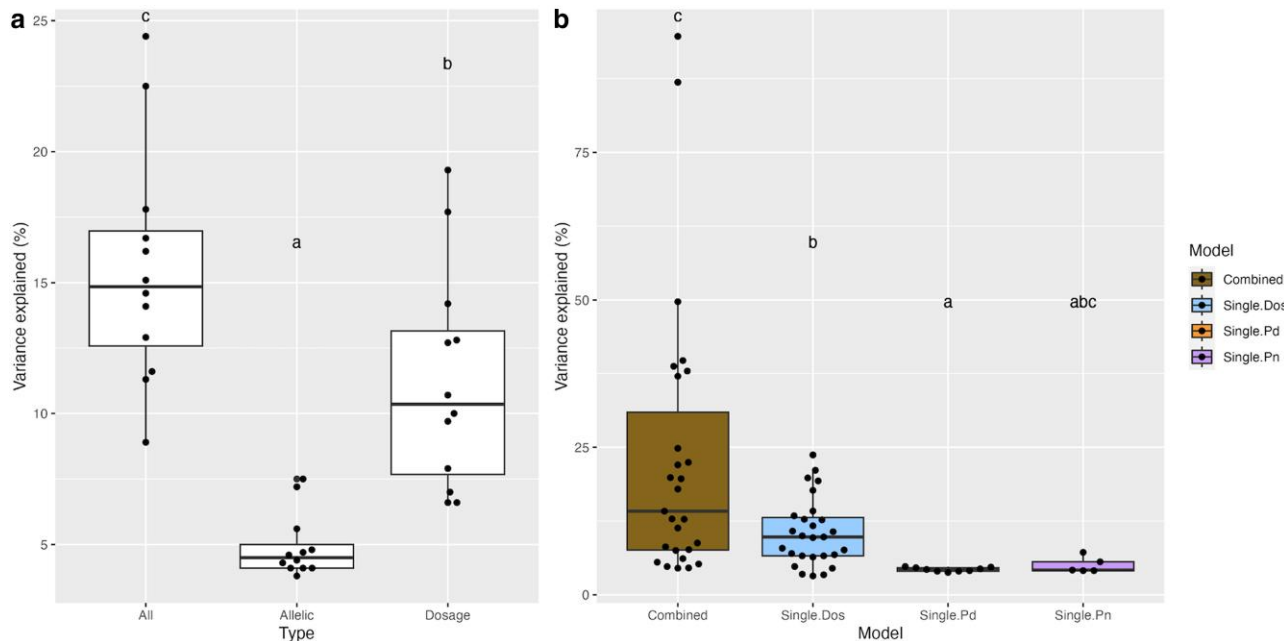 a
b
c
b
a
25
20
15
10
5
Variance explained (%)
All
Allelic
Dosage
Type
c
b
a
abc
75
50
25
0
Variance explained (%)
Combined
Single.Dos
Single.Pd
Single.Pn
Model
Model
Combined
Single.Dos
Single.Pd
Single.Pn